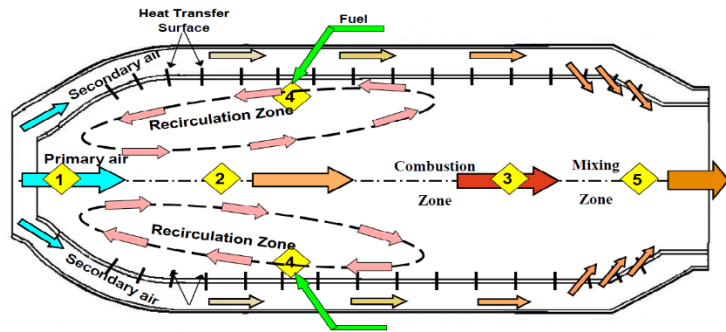 Heat Transfer
Surface
Fuel
Secondary air
4
Recirculation Zone
Primary air
1
2
Combustion
Zone
3
Mixing
Zone
5
Recirculation Zone
4
Secondary air